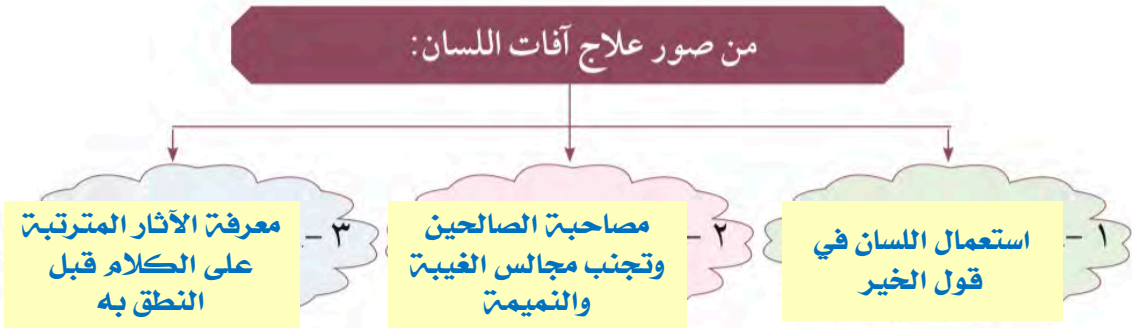 من صور علاج آفات اللسان:
١ –
استعمال اللسان في
قول الخير
٢ –
مصاحبة الصالحين
وتجنب مجالس الغيبة
والنميمة
٣ –
معرفة الآثار المترتبة
على الكلام قبل
النطق به